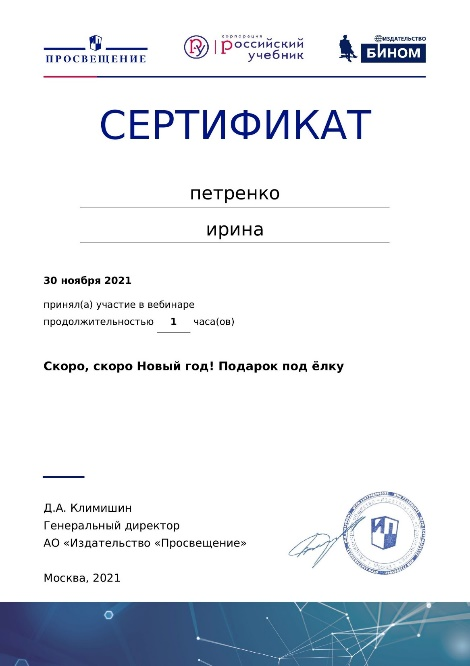 ПРОСВЕЩЕНИЕ
корпорация
российский
учебник
ИЗДАТЕЛЬСТВО
БИНОМ
СЕРТИФИКАТ
петренко
ирина
30 ноября 2021
принял(а) участие в вебинаре
продолжительностью 1 часа(ов)
Скоро, скоро Новый год! Подарок под ёлку
Д.А. Климишин
Генеральный директор
АО «Издательство «Просвещение»
Москва, 2021